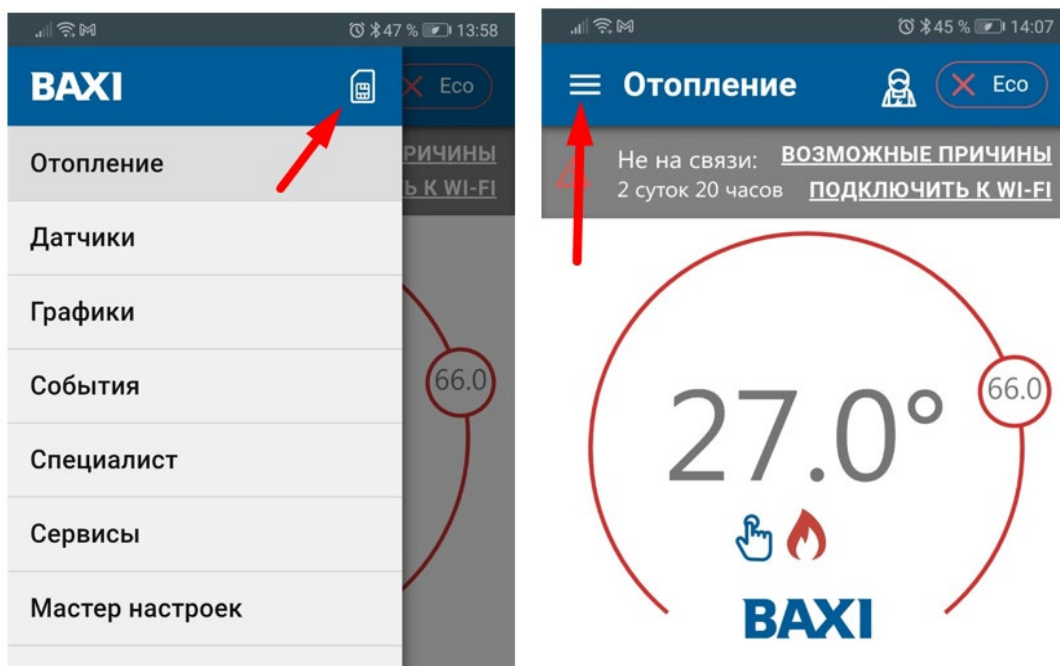 47 % 13:58
BAXI
Eco
Отопление
РИЧИНЫ
Ь К WI-FI
Датчики
Графики
События
66.0
Специалист
Сервисы
Мастер настроек
45 % 14:07
Отопление
Eco
Не на связи: ВОЗМОЖНЫЕ ПРИЧИНЫ
2 суток 20 часов ПОДКЛЮЧИТЬ К WI-FI
66.0
27.0°
BAXI